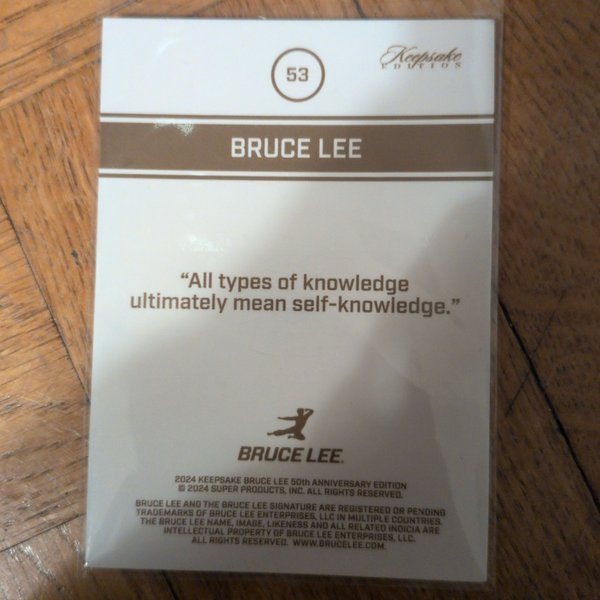 53
Keepsake
EDITION
BRUCE LEE
“All types of knowledge
ultimately mean self-knowledge.”
BRUCE LEE®
2024 KEEPSAKE BRUCE LEE 50th ANNIVERSARY EDITION
© 2024 SUPER PRODUCTS, INC. ALL RIGHTS RESERVED.
BRUCE LEE AND THE BRUCE LEE SIGNATURE ARE REGISTERED OR PENDING
TRADEMARKS OF BRUCE LEE ENTERPRISES, LLC IN MULTIPLE COUNTRIES.
THE BRUCE LEE NAME, IMAGE, LIKENESS AND ALL RELATED INDICIA ARE
INTELLECTUAL PROPERTY OF BRUCE LEE ENTERPRISES, LLC.
ALL RIGHTS RESERVED. WWW.BRUCELEE.COM.